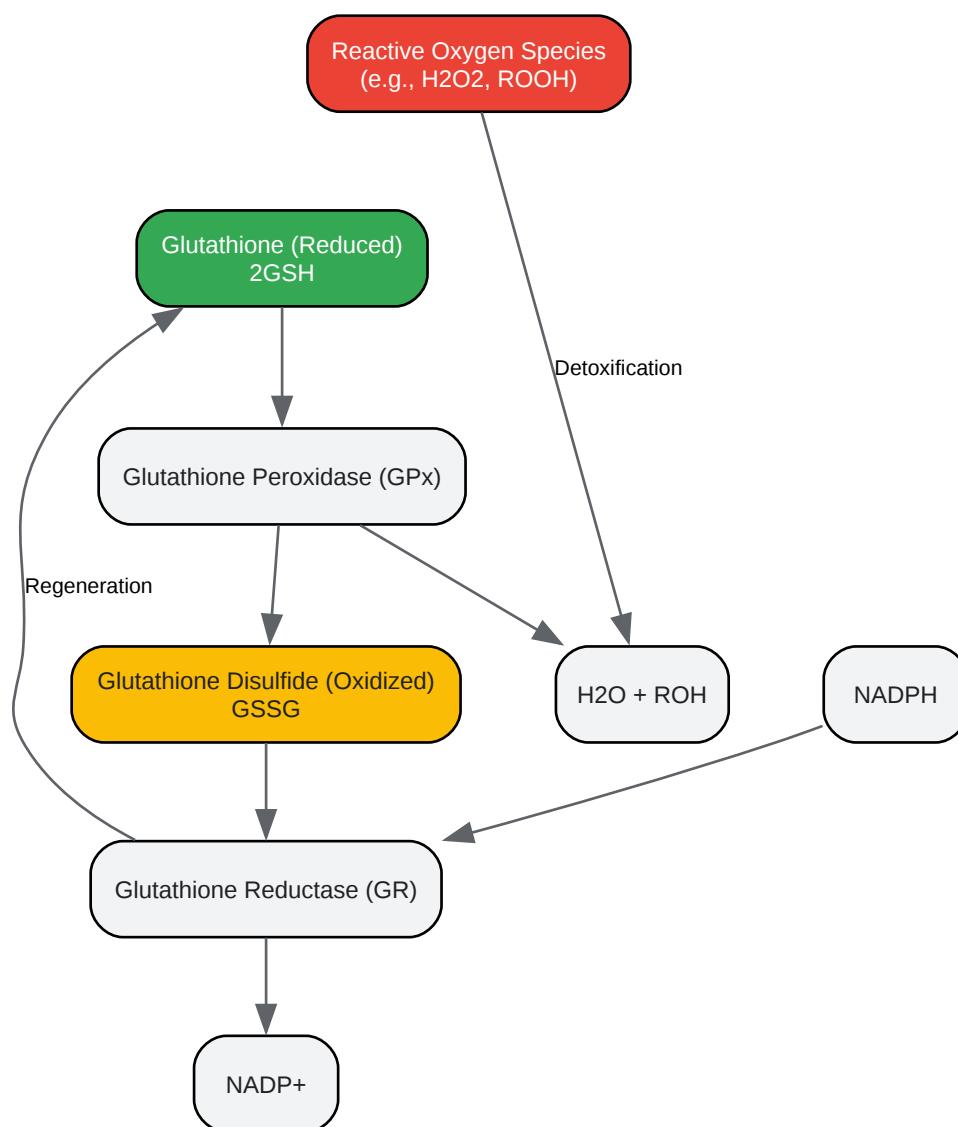 Reactive Oxygen Species
(e.g., H2O2, ROOH)
Glutathione (Reduced)
2GSH
Detoxification
Glutathione Peroxidase (GPx)
Regeneration
Glutathione Disulfide (Oxidized)
GSSG
H2O + ROH
NADPH
Glutathione Reductase (GR)
NADP+